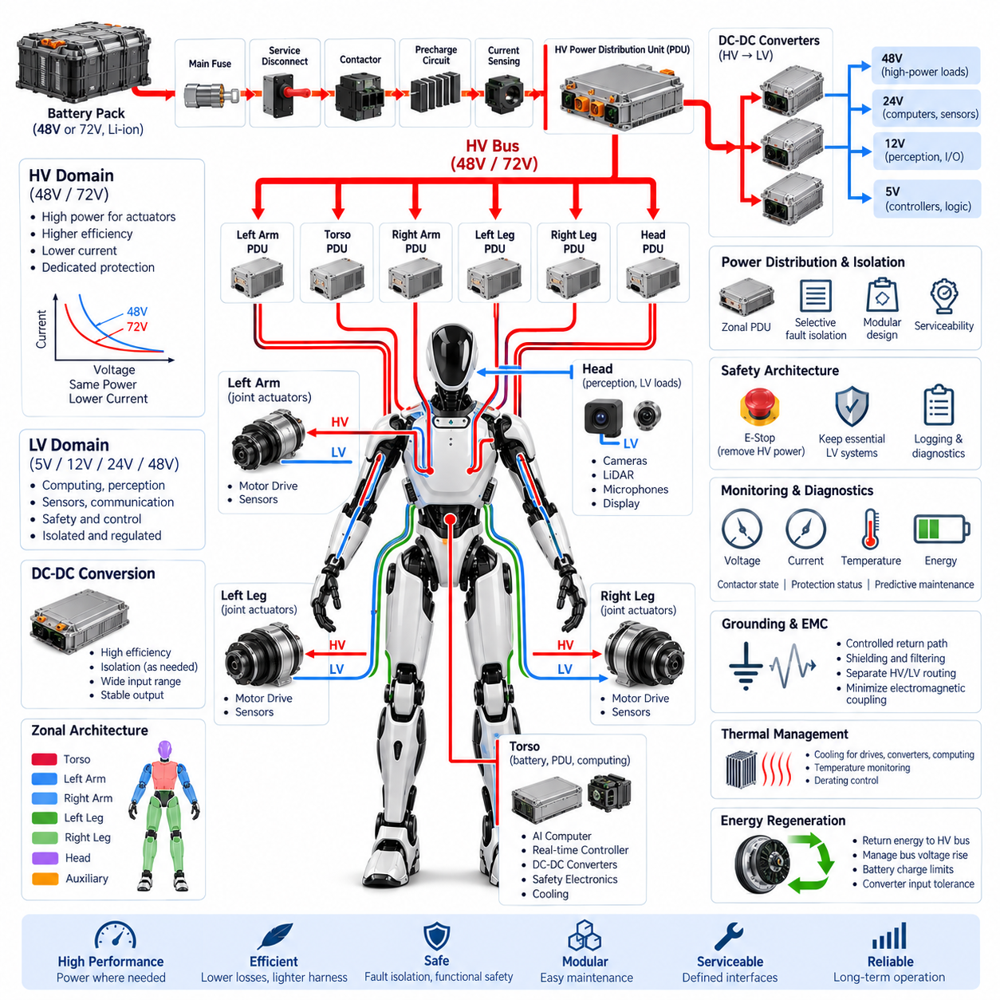 Battery Pack
(48V or 72V, Li-ion)
Main Fuse
Service
Disconnect
Contactor
Precharge
Circuit
Current
Sensing
HV Power Distribution Unit (PDU)
DC-DC Converters
(HV → LV)
48V
(high-power loads)
24V
(computers, sensors)
12V
(perception, I/O)
5V
(controllers, logic)
HV Bus
(48V / 72V)
Left Arm
PDU
Torso
PDU
Right Arm
PDU
Left Leg
PDU
Right Leg
PDU
Head
PDU
HV Domain
(48V / 72V)
• High power for actuators
• Higher efficiency
• Lower current
• Dedicated protection
Current
48V
72V
Voltage
Same Power
Lower Current
LV Domain
(5V / 12V / 24V / 48V)
• Computing, perception
• Sensors, communication
• Safety and control
• Isolated and regulated
DC-DC Conversion
• High efficiency
• Isolation (as needed)
• Wide input range
• Stable output
Zonal Architecture
Torso
Left Arm
Right Arm
Left Leg
Right Leg
Head
Auxiliary
Left Arm
(joint actuators)
HV
LV
• Motor Drive
• Sensors
Head
(perception, LV loads)
LV
• Cameras
• LiDAR
• Microphones
• Display
Left Leg
(joint actuators)
HV
LV
• Motor Drive
• Sensors
Right Leg
(joint actuators)
HV
LV
• Motor Drive
• Sensors
Torso
(battery, PDU, computing)
• AI Computer
• Real-time Controller
• DC-DC Converters
• Safety Electronics
• Cooling
Power Distribution & Isolation
Zonal PDU
Selective
fault isolation
Modular
design
Serviceability
Safety Architecture
E-Stop
(remove HV power)
Keep essential
LV systems
Logging &
diagnostics
Monitoring & Diagnostics
Voltage
Current
Temperature
Energy
Contactor state | Protection status | Predictive maintenance
Grounding & EMC
• Controlled return path
• Shielding and filtering
• Separate HV/LV routing
• Minimize electromagnetic
coupling
Thermal Management
• Cooling for drives, converters, computing
• Temperature monitoring
• Derating control
Energy Regeneration
• Return energy to HV bus
• Manage bus voltage rise
• Battery charge limits
• Converter input tolerance
High Performance
Power where needed
Efficient
Lower losses, lighter harness
Safe
Fault isolation, functional safety
Modular
Easy maintenance
Serviceable
Defined interfaces
Reliable
Long-term operation